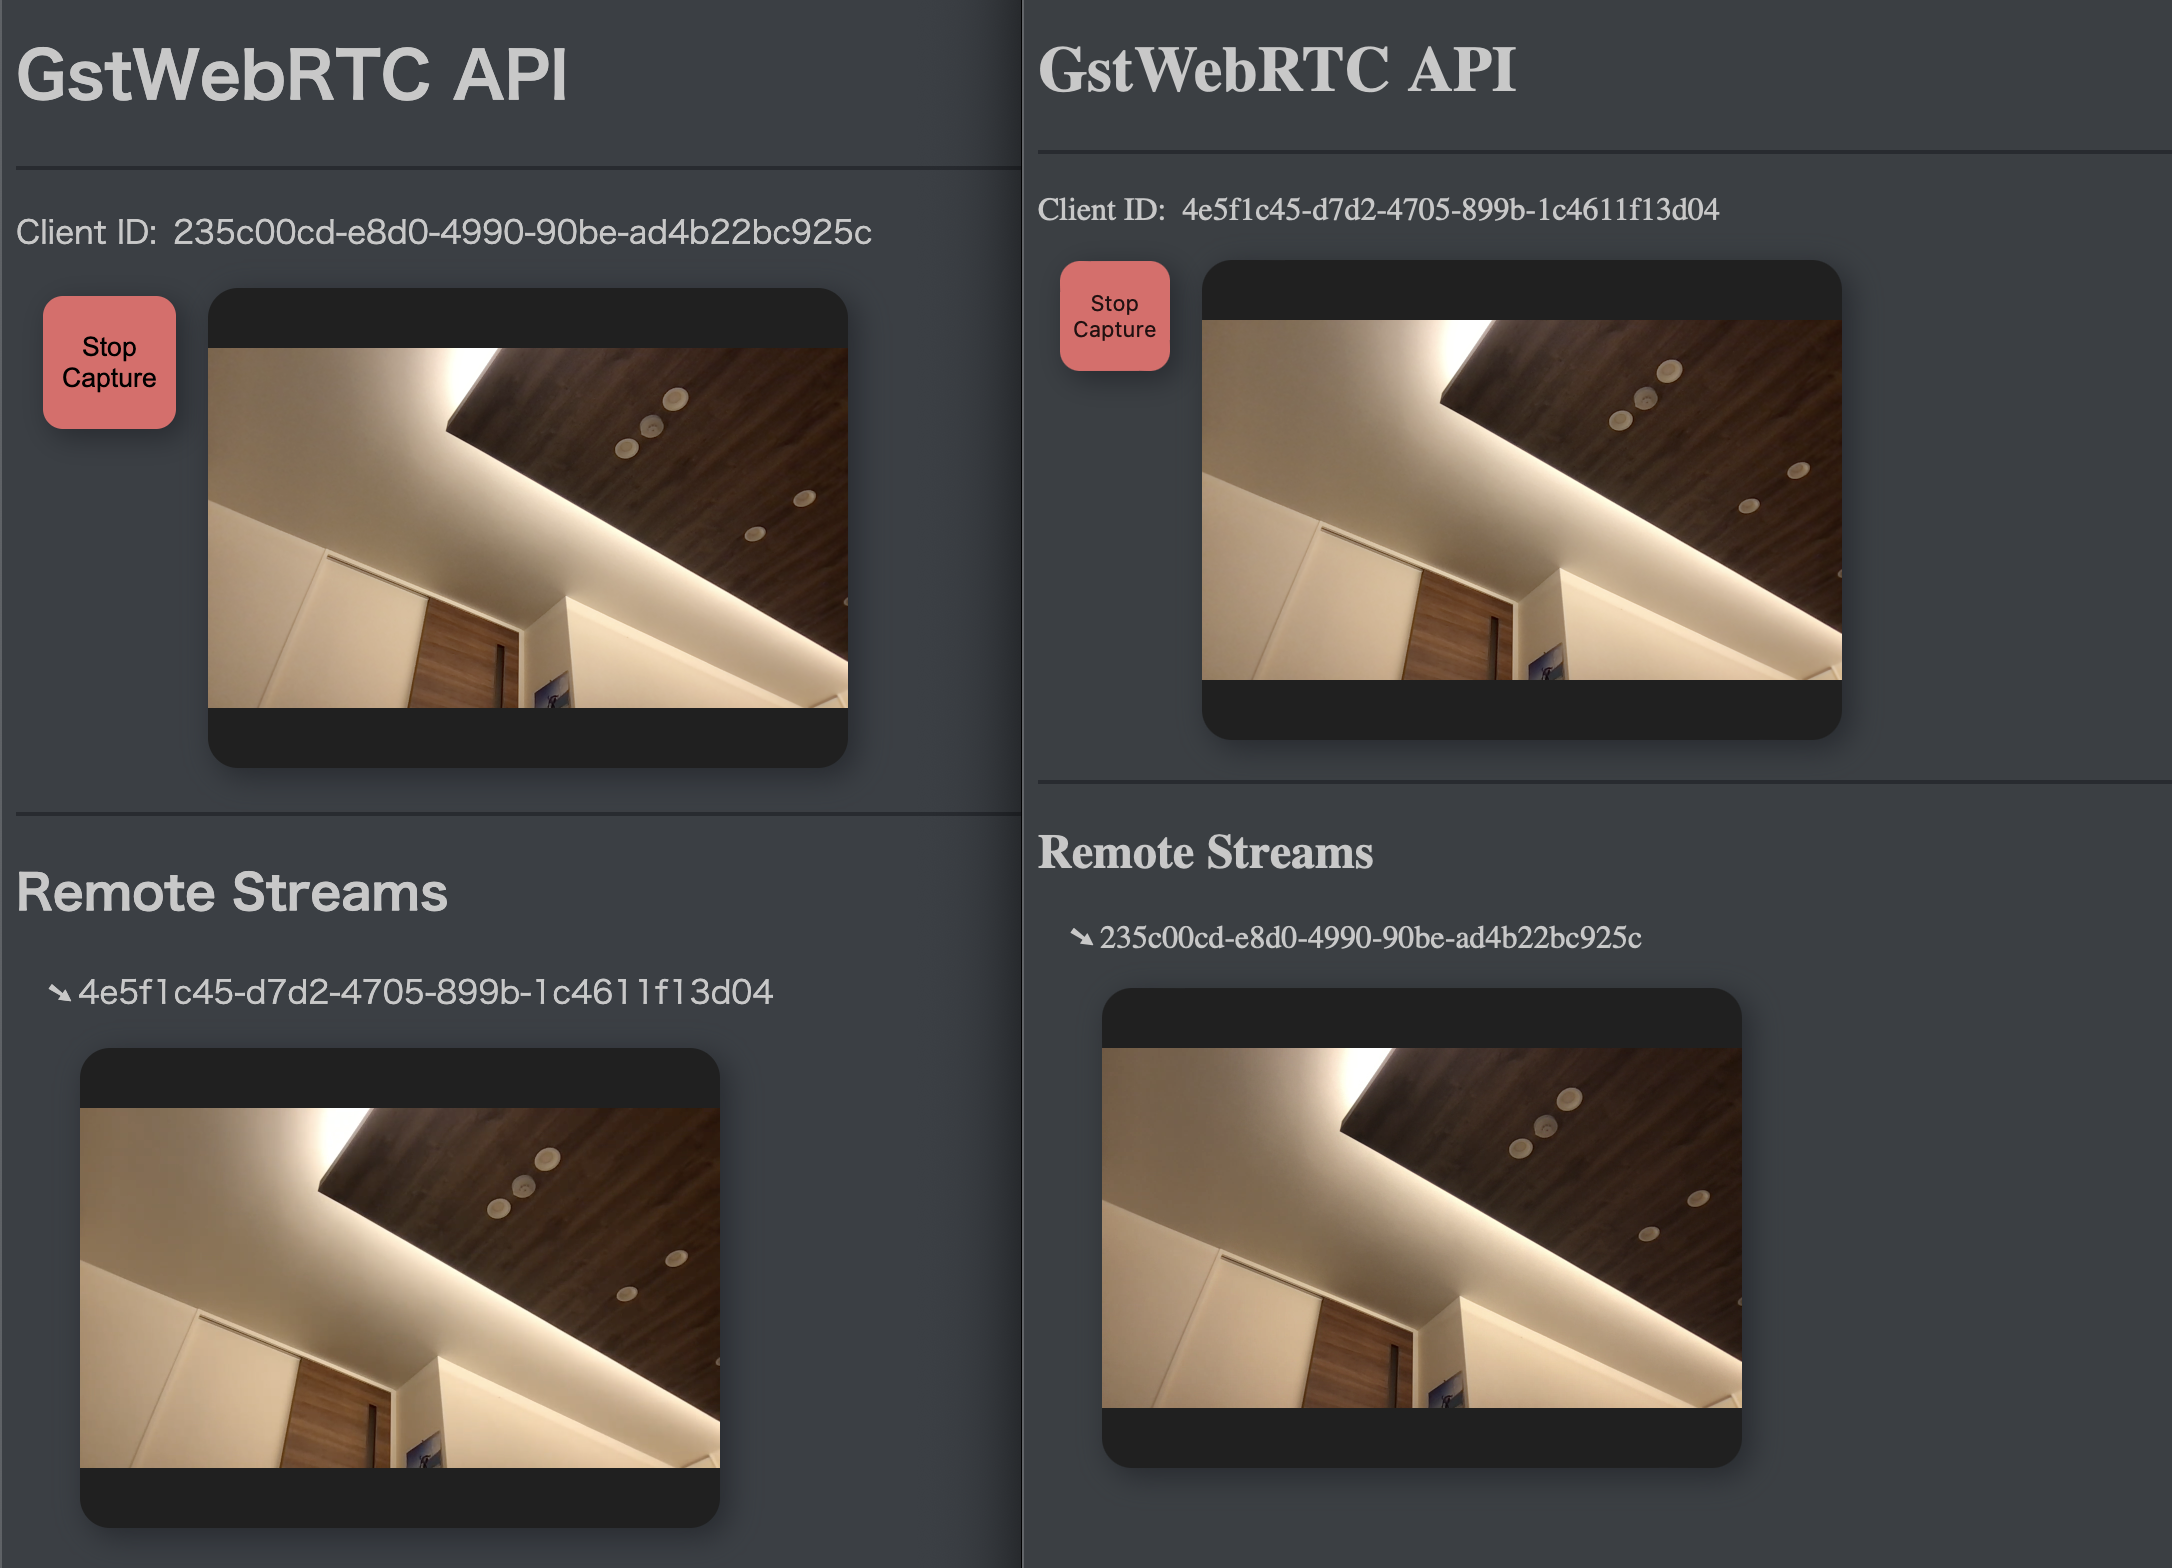 GstWebRTC API
Client ID: 235c00cd-e8d0-4990-90be-ad4b22bc925c
Stop
Capture
Remote Streams
➘ 4e5f1c45-d7d2-4705-899b-1c4611f13d04
GstWebRTC API
Client ID: 4e5f1c45-d7d2-4705-899b-1c4611f13d04
Stop
Capture
Remote Streams
➘ 235c00cd-e8d0-4990-90be-ad4b22bc925c